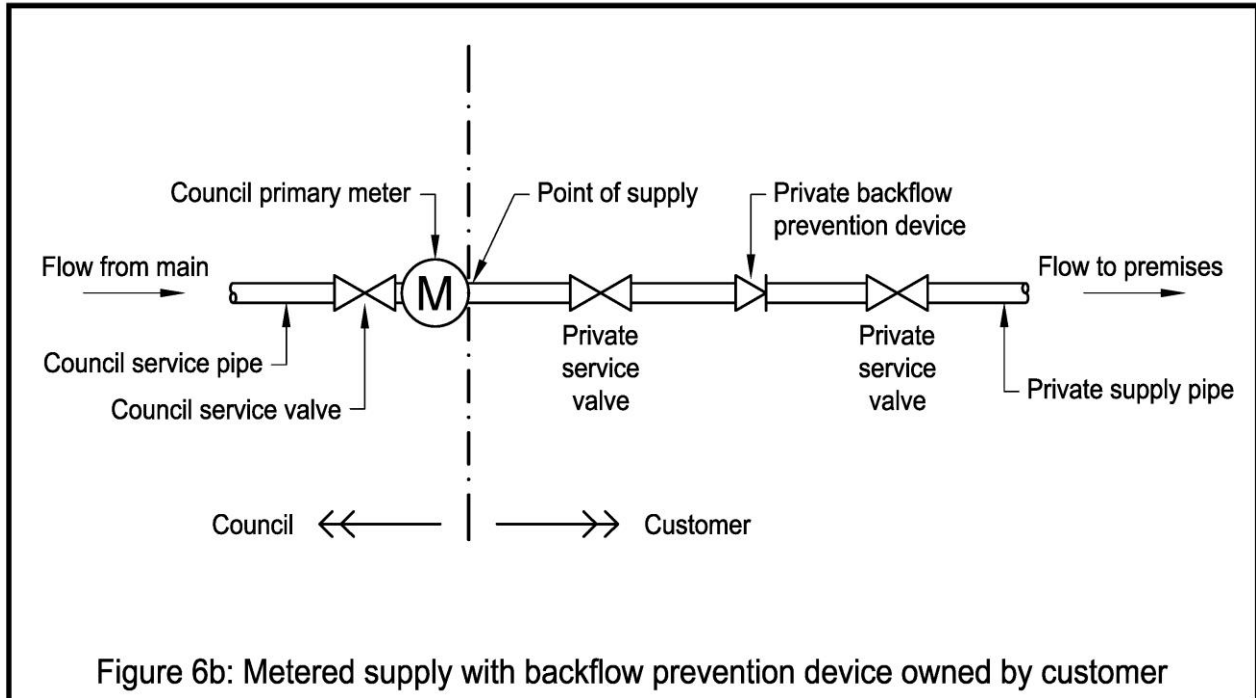 Council primary meter
Point of supply
Private backflow
prevention device
Flow from main
Flow to premises
M
Council service pipe
Council service valve
Private
service
valve
Private
service
valve
Private supply pipe
Council
Customer
Figure 6b: Metered supply with backflow prevention device owned by customer